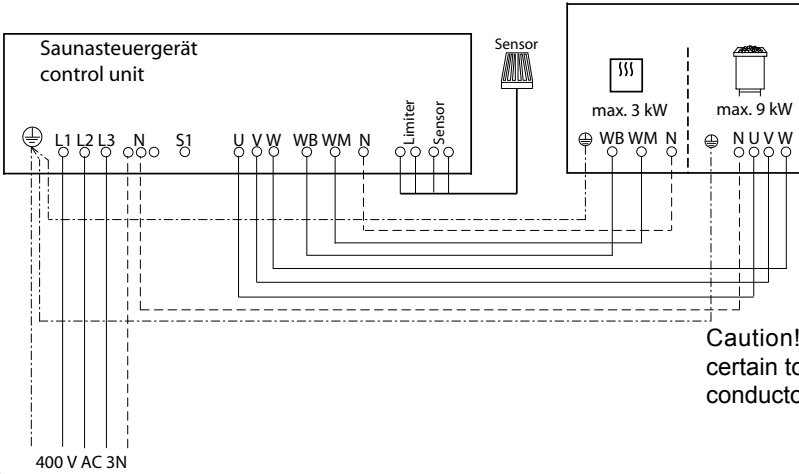 Saunasteuergerät
control unit
Sensor
max. 3 kW
max. 9 kW
L1 L2 L3 N S1 U V W WB WM N Limiter Sensor
WB WM N
N U V W
Caution!
certain to
400 V AC 3N